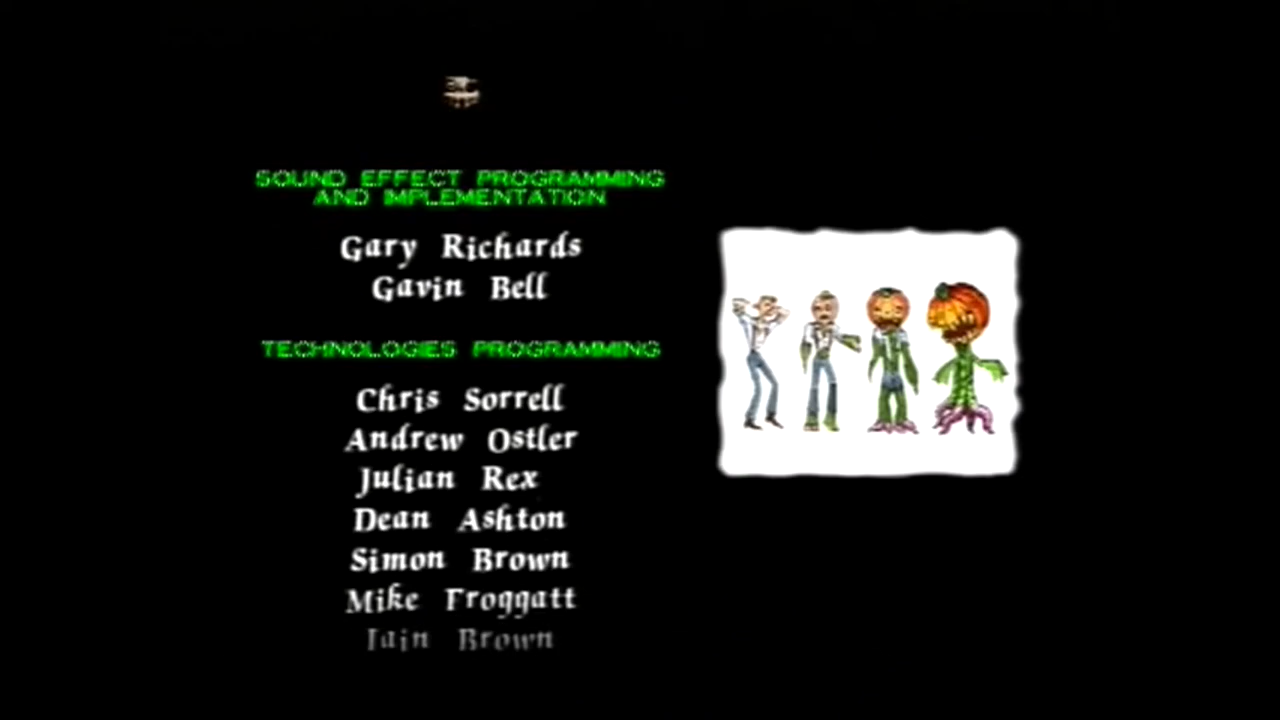 SOUND EFFECT PROGRAMMING
AND IMPLEMENTATION
Gary Richards
Gavin Bell
TECHNOLOGIES PROGRAMMING
Chris Sorrell
Andrew Ostler
Julian Rex
Dean Ashton
Simon Brown
Mike Froggatt
Iain Brown